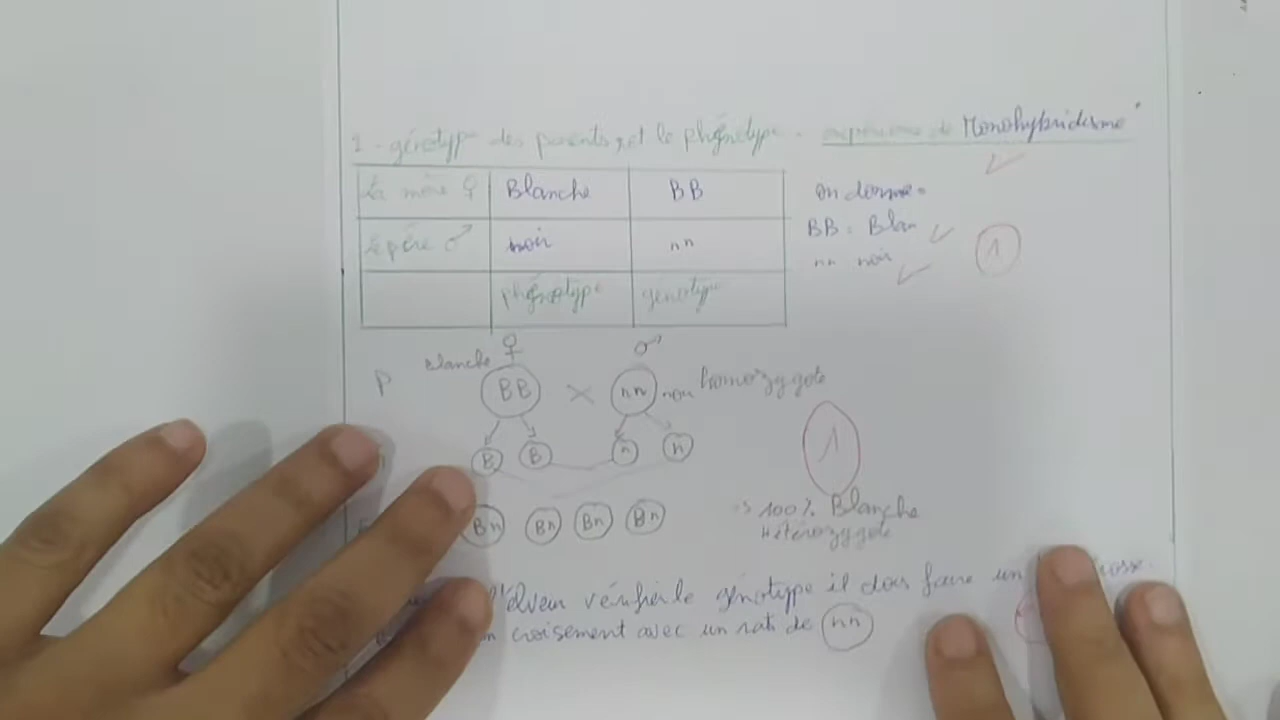 1 - génotype des parents, et le phénotype. expérience de Monohybridisme
La mère ♀ Blanche BB
Le père ♂ noir nn
phénotype génotype
on donne.
BB: Blan
nn noir
1
♀ ♂
P Blanche BB × nn noir homozygote
B B n n
1
Bn Bn Bn Bn
100% Blanche
Hétérozygote
vérifier le génotype il dois faire un
croisement avec un rat de nn